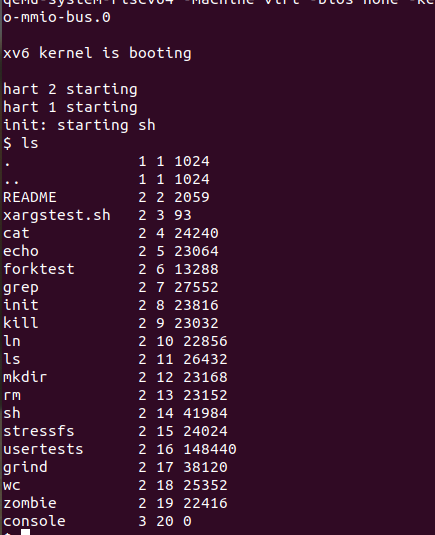 qemu-system-riscv64 -machine virt -bios none -ke
o-mmio-bus.0
xv6 kernel is booting
hart 2 starting
hart 1 starting
init: starting sh
$ ls
. 1 1 1024
.. 1 1 1024
README 2 2 2059
xargstest.sh 2 3 93
cat 2 4 24240
echo 2 5 23064
forktest 2 6 13288
grep 2 7 27552
init 2 8 23816
kill 2 9 23032
ln 2 10 22856
ls 2 11 26432
mkdir 2 12 23168
rm 2 13 23152
sh 2 14 41984
stressfs 2 15 24024
usertests 2 16 148440
grind 2 17 38120
wc 2 18 25352
zombie 2 19 22416
console 3 20 0
$